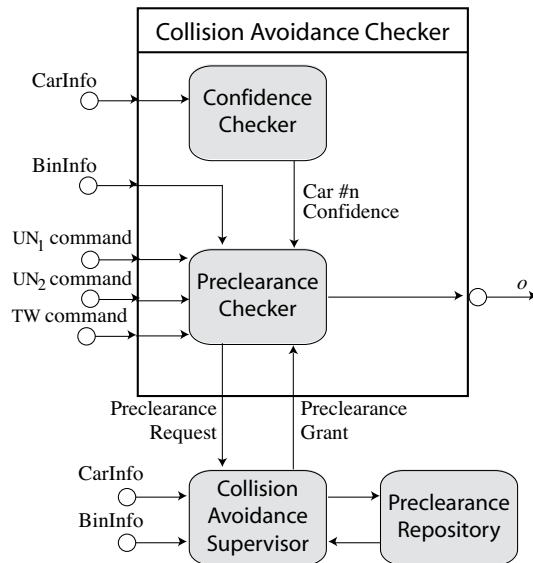 Collision Avoidance Checker
CarInfo
Confidence
Checker
BinInfo
Car #n
Confidence
UN1 command
UN2 command
TW command
Preclearance
Checker
o
Preclearance
Request
Preclearance
Grant
CarInfo
BinInfo
Collision
Avoidance
Supervisor
Preclearance
Repository